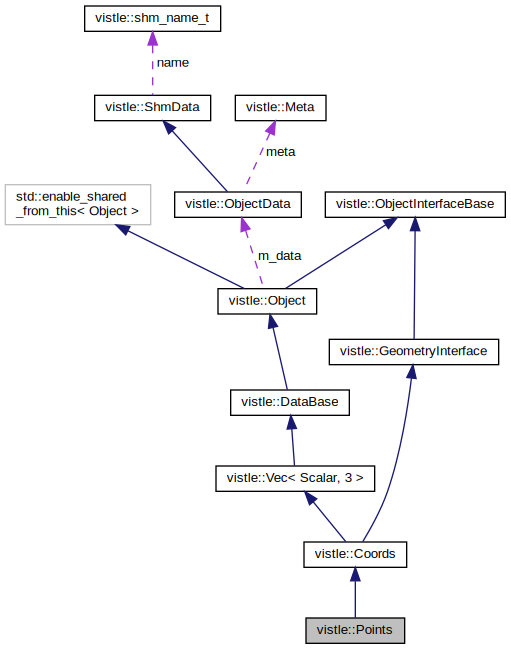 vistle::shm_name_t
name
vistle::ShmData
vistle::Meta
meta
std::enable_shared
_from_this< Object >
vistle::ObjectData
vistle::ObjectInterfaceBase
m_data
vistle::Object
vistle::GeometryInterface
vistle::DataBase
vistle::Vec< Scalar, 3 >
vistle::Coords
vistle::Points